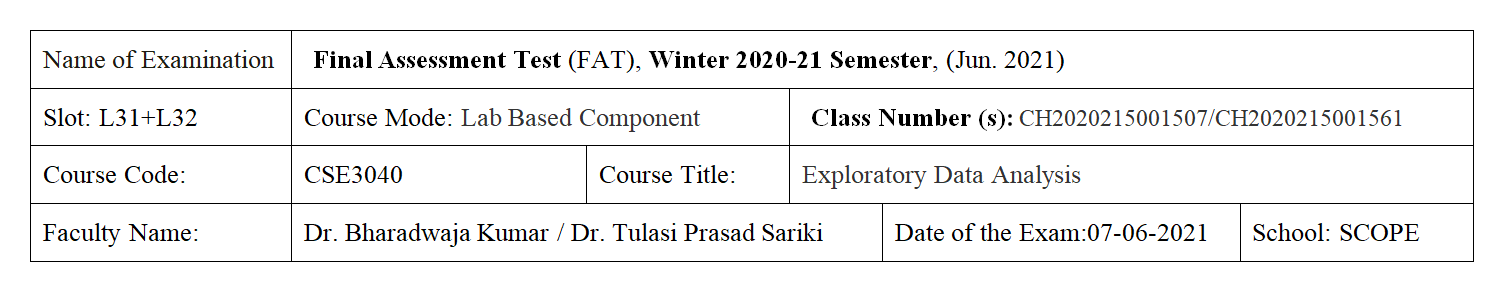 Name of Examination Final Assessment Test (FAT), Winter 2020-21 Semester, (Jun. 2021)
Slot: L31+L32 Course Mode: Lab Based Component Class Number (s): CH2020215001507/CH2020215001561
Course Code: CSE3040 Course Title: Exploratory Data Analysis
Faculty Name: Dr. Bharadwaja Kumar / Dr. Tulasi Prasad Sariki Date of the Exam:07-06-2021 School: SCOPE